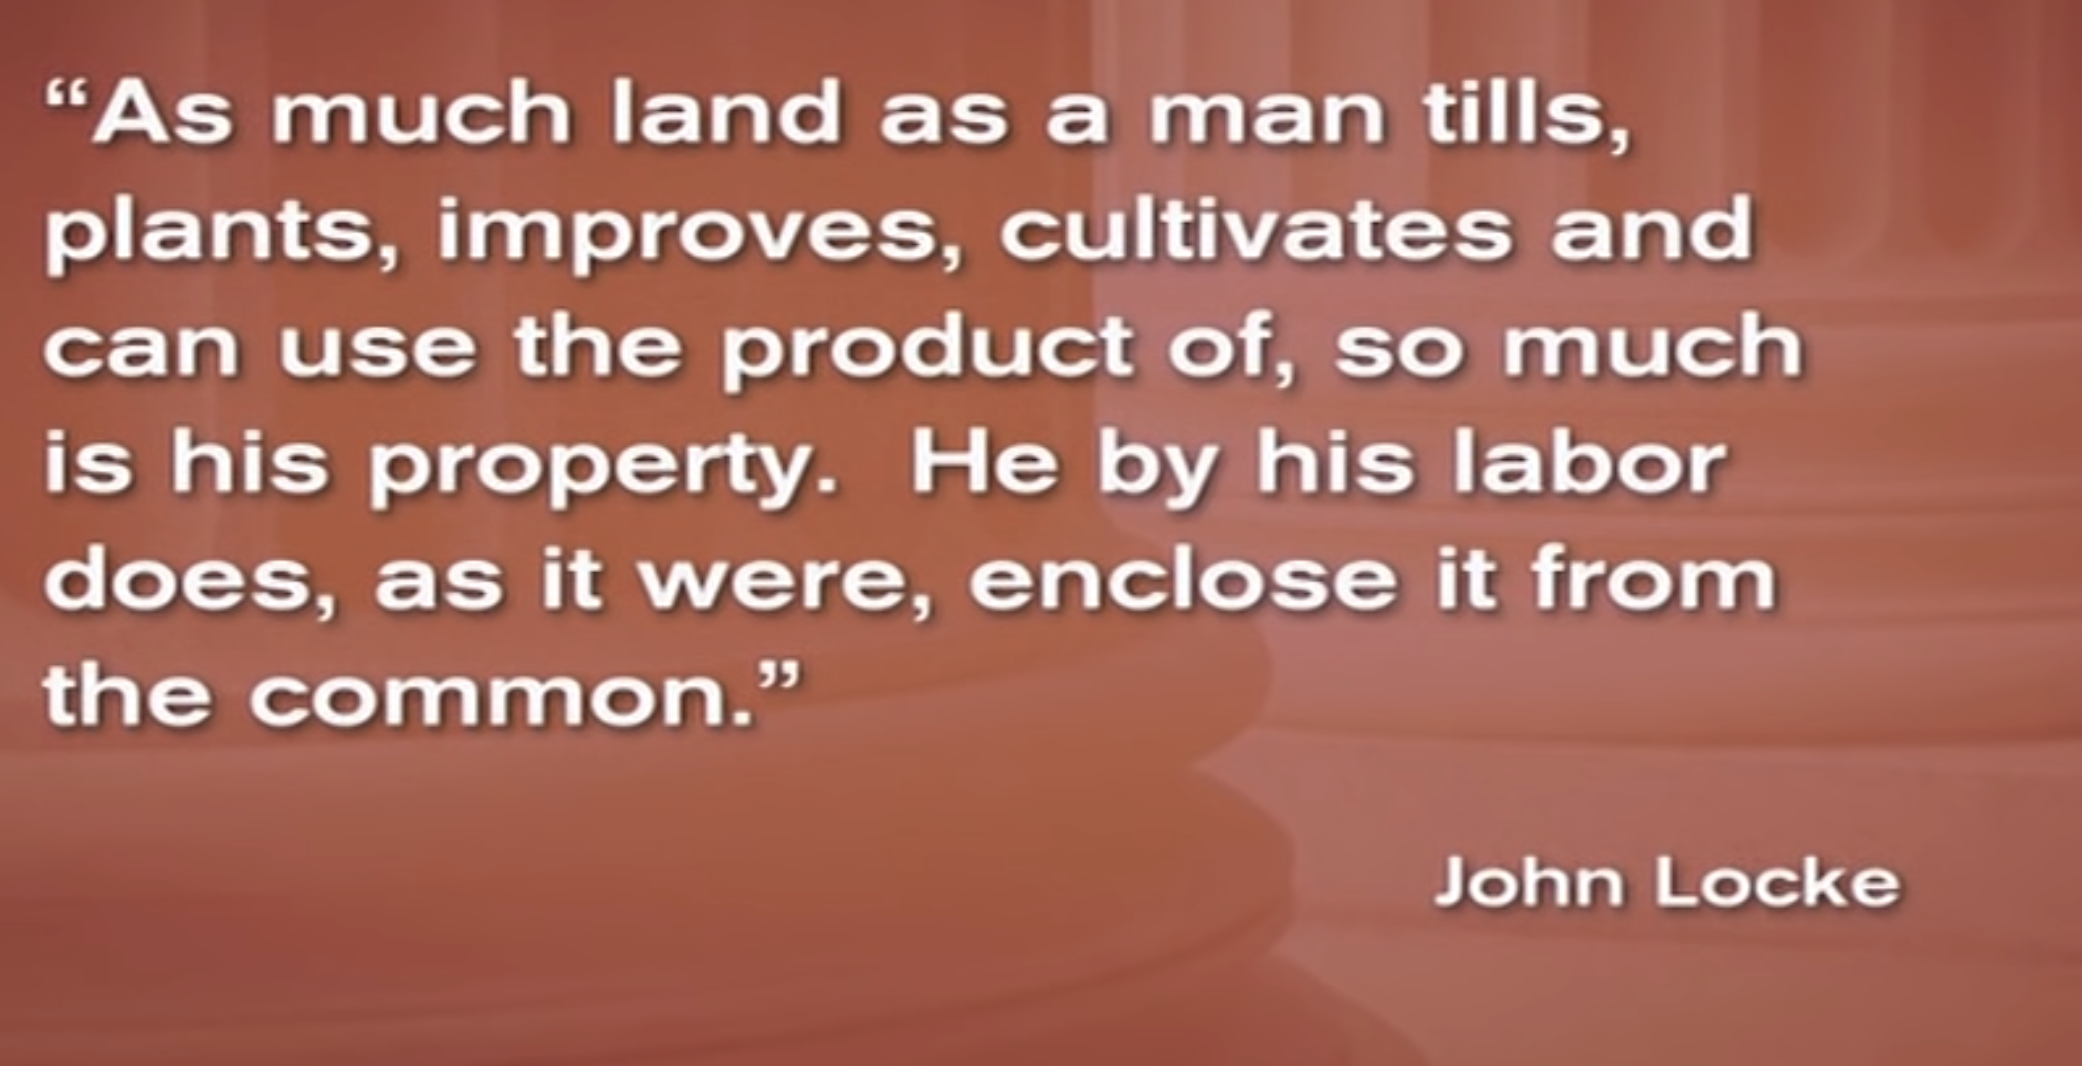 “As much land as a man tills,
plants, improves, cultivates and
can use the product of, so much
is his property.  He by his labor
does, as it were, enclose it from
the common.”
John Locke